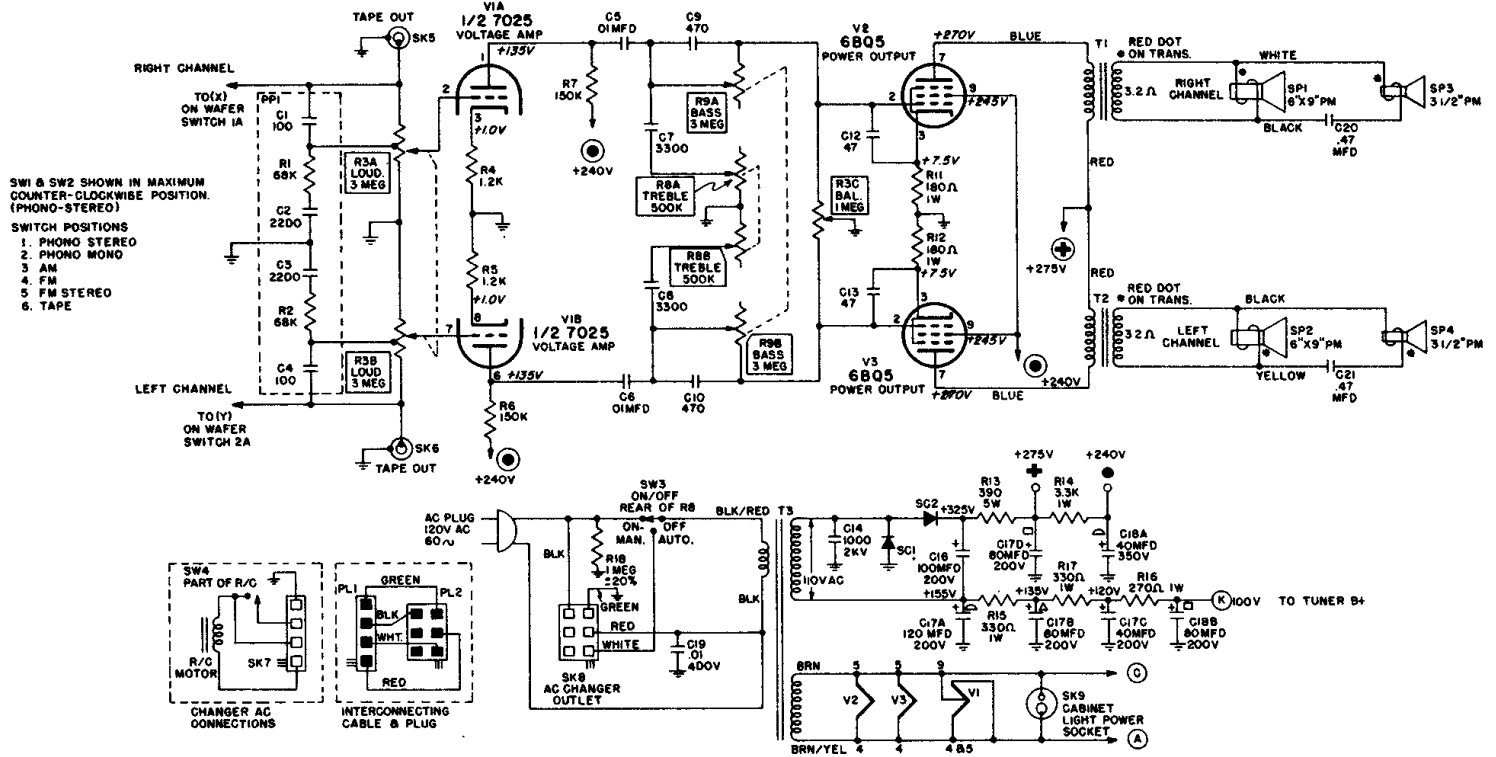 TAPE OUT
SK5
V1A
1/2 7025
VOLTAGE AMP
+135V
1
2
3
+1.0V
RIGHT CHANNEL
TO(X)
ON WAFER
SWITCH 1A
PP1
C1
100
R1
68K
C2
2200
C3
2200
R2
68K
C4
100
R3A
LOUD.
3 MEG
R3B
LOUD
3 MEG
R4
1.2K
R5
1.2K
+1.0V
8
7
V1B
1/2 7025
VOLTAGE AMP
6
+135V
R6
150K
+240V
R7
150K
+240V
SW1 & SW2 SHOWN IN MAXIMUM
COUNTER-CLOCKWISE POSITION.
(PHONO-STEREO)
SWITCH POSITIONS
1. PHONO STEREO
2. PHONO MONO
3 AM
4. FM
5. FM STEREO
6. TAPE
LEFT CHANNEL
TO(Y)
ON WAFER
SWITCH 2A
SK6
TAPE OUT
C5
.01MFD
C9
470
R9A
BASS
3 MEG
C7
3300
R8A
TREBLE
500K
R8B
TREBLE
500K
C8
3300
R9B
BASS
3 MEG
C6
.01MFD
C10
470
R3C
BAL.
1 MEG
V2
6BQ5
POWER OUTPUT
+270V
7
2
9
+245V
3
C12
47
+7.5V
R11
180Ω
1W
R12
180Ω
1W
+7.5V
C13
47
3
2
9
+245V
7
V3
6BQ5
POWER OUTPUT
+270V
+240V
BLUE
BLUE
T1
RED DOT
ON TRANS.
WHITE
3.2Ω
RIGHT
CHANNEL
SP1
6"X9"PM
SP3
3 1/2"PM
BLACK
C20
.47
MFD
RED
+275V
RED
T2
RED DOT
ON TRANS.
BLACK
3.2Ω
LEFT
CHANNEL
SP2
6"X9"PM
SP4
3 1/2"PM
YELLOW
C21
.47
MFD
AC PLUG
120V AC
60~
SW3
ON/OFF
REAR OF R8
ON-
MAN.
OFF
AUTO.
BLK/RED
T3
BLK
R18
1 MEG
±20%
GREEN
RED
WHITE
BLK
C19
.01
400V
SK8
AC CHANGER
OUTLET
SW4
PART OF R/C
R/C
MOTOR
SK7
CHANGER AC
CONNECTIONS
PL1
GREEN
PL2
BLK
WHT.
RED
INTERCONNECTING
CABLE & PLUG
110VAC
C14
1000
2KV
SC1
SC2
+325V
R13
390
5W
+275V
R14
3.3K
1W
+240V
C16
100MFD
200V
C17D
80MFD
200V
C18A
40MFD
350V
+155V
R15
330Ω
1W
+135V
R17
330Ω
1W
+120V
R16
270Ω 1W
K
100V
TO TUNER B+
C17A
120 MFD
200V
C17B
80MFD
200V
C17C
40MFD
200V
C18B
80MFD
200V
BRN
5
5
9
G
V2
V3
V1
SK9
CABINET
LIGHT POWER
SOCKET
BRN/YEL
4
4
4 & 5
A